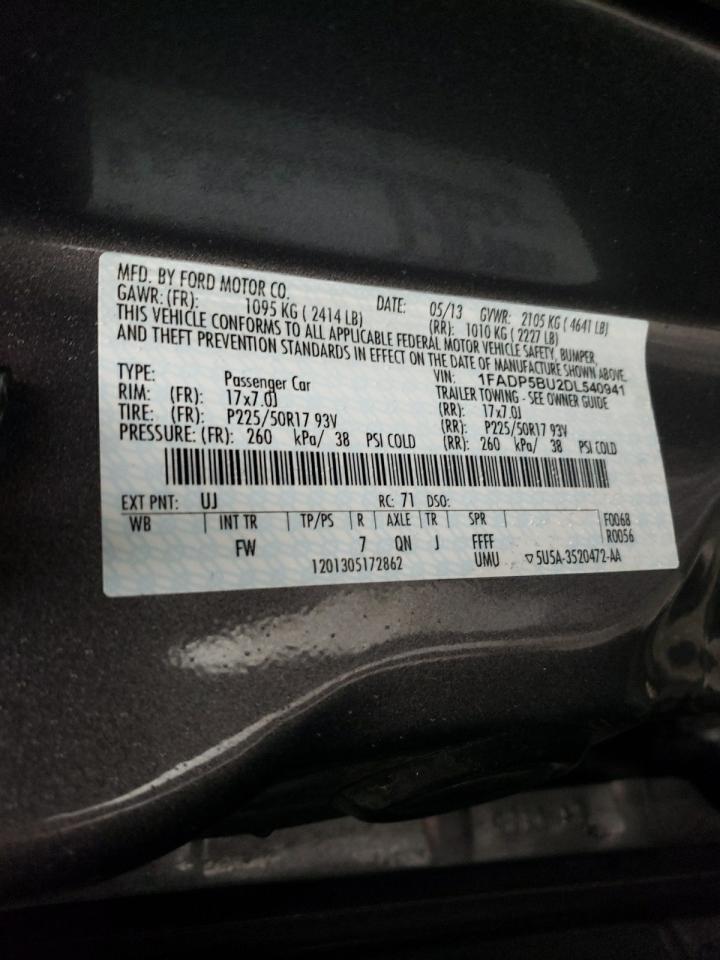 MFD. BY FORD MOTOR CO. DATE: 05/13 GVWR: 2105 KG ( 4641 LB)
GAWR: (FR): 1095 KG ( 2414 LB) (RR): 1010 KG ( 2227 LB)
THIS VEHICLE CONFORMS TO ALL APPLICABLE FEDERAL MOTOR VEHICLE SAFETY, BUMPER,
AND THEFT PREVENTION STANDARDS IN EFFECT ON THE DATE OF MANUFACTURE SHOWN ABOVE.
VIN: 1FADP5BU2DL540941
TYPE: Passenger Car TRAILER TOWING - SEE OWNER GUIDE
RIM: (FR): 17x7.0J (RR): 17x7.0J
TIRE: (FR): P225/50R17 93V (RR): P225/50R17 93V
PRESSURE: (FR): 260 kPa/ 38 PSI COLD (RR): 260 kPa/ 38 PSI COLD
EXT PNT: UJ RC: 71 DSO:
WB INT TR TP/PS R AXLE TR SPR F0068
FW 7 QN J FFFF R0056
1201305172862 UMU ▽5U5A-3520472-AA